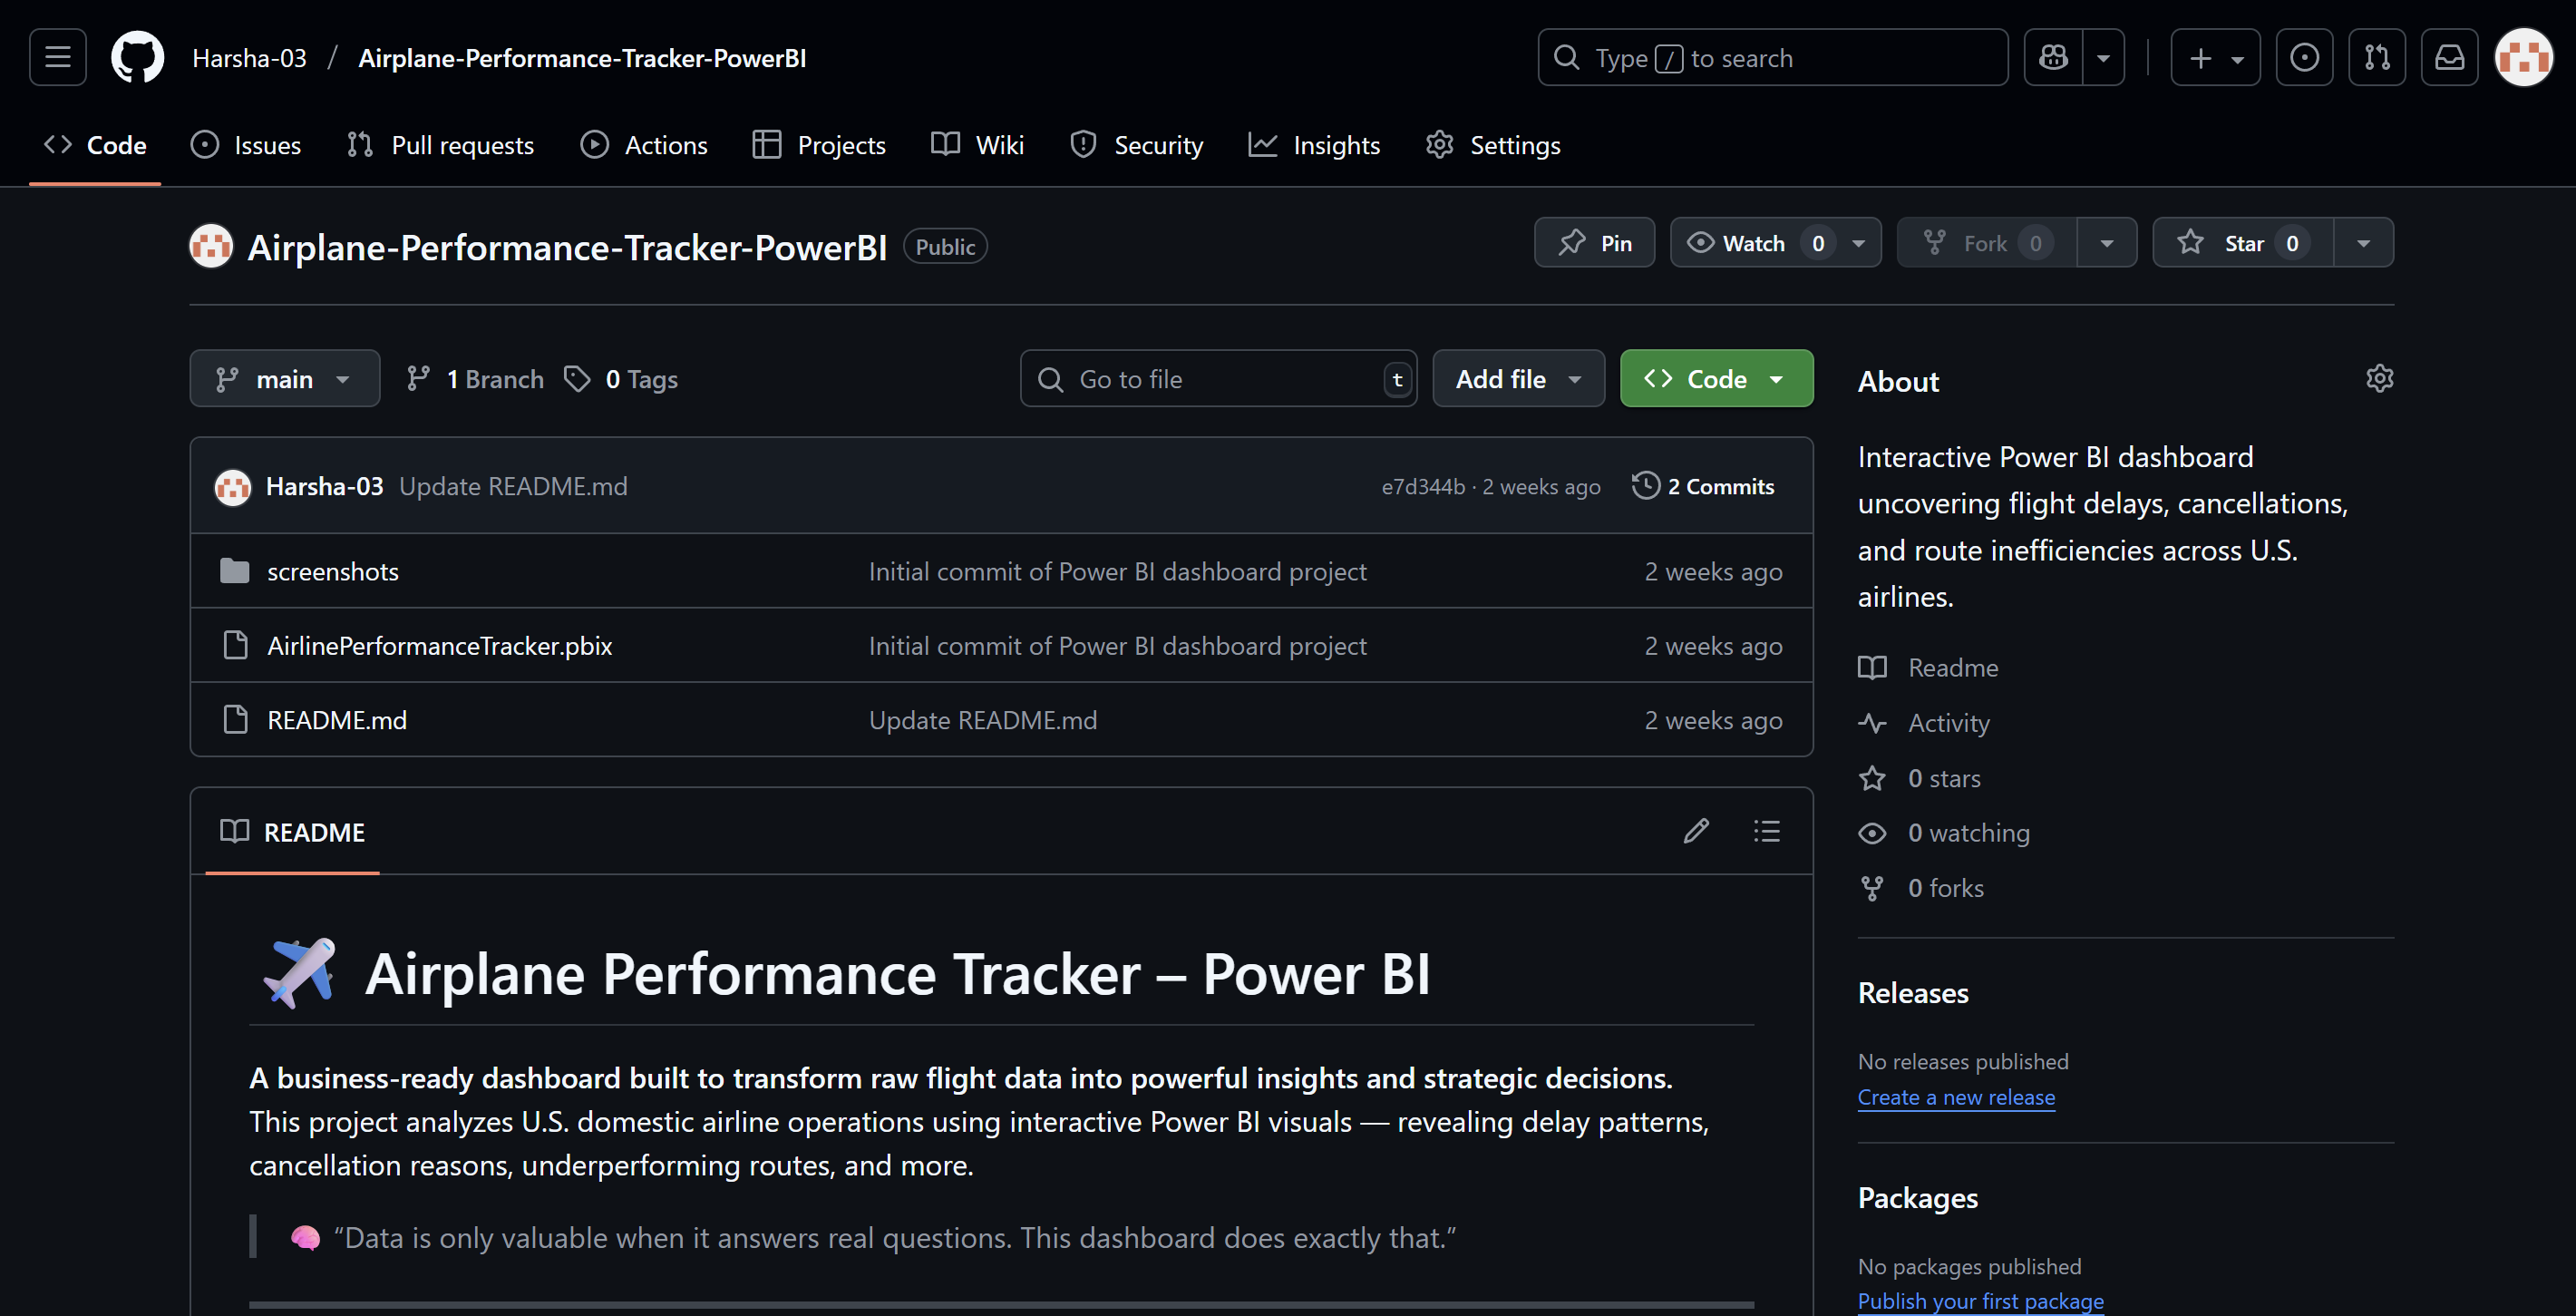 Harsha-03 / Airplane-Performance-Tracker-PowerBI
Type / to search
Code Issues Pull requests Actions Projects Wiki Security Insights Settings
Airplane-Performance-Tracker-PowerBI Public
Pin Watch 0 Fork 0 Star 0
main 1 Branch 0 Tags
Go to file t Add file Code
Harsha-03 Update README.md e7d344b · 2 weeks ago 2 Commits
screenshots Initial commit of Power BI dashboard project 2 weeks ago
AirlinePerformanceTracker.pbix Initial commit of Power BI dashboard project 2 weeks ago
README.md Update README.md 2 weeks ago
README
✈️ Airplane Performance Tracker – Power BI
A business-ready dashboard built to transform raw flight data into powerful insights and strategic decisions.
This project analyzes U.S. domestic airline operations using interactive Power BI visuals — revealing delay patterns,
cancellation reasons, underperforming routes, and more.
🧠 “Data is only valuable when it answers real questions. This dashboard does exactly that.”
About
Interactive Power BI dashboard
uncovering flight delays, cancellations,
and route inefficiencies across U.S.
airlines.
Readme
Activity
0 stars
0 watching
0 forks
Releases
No releases published
Create a new release
Packages
No packages published
Publish your first package